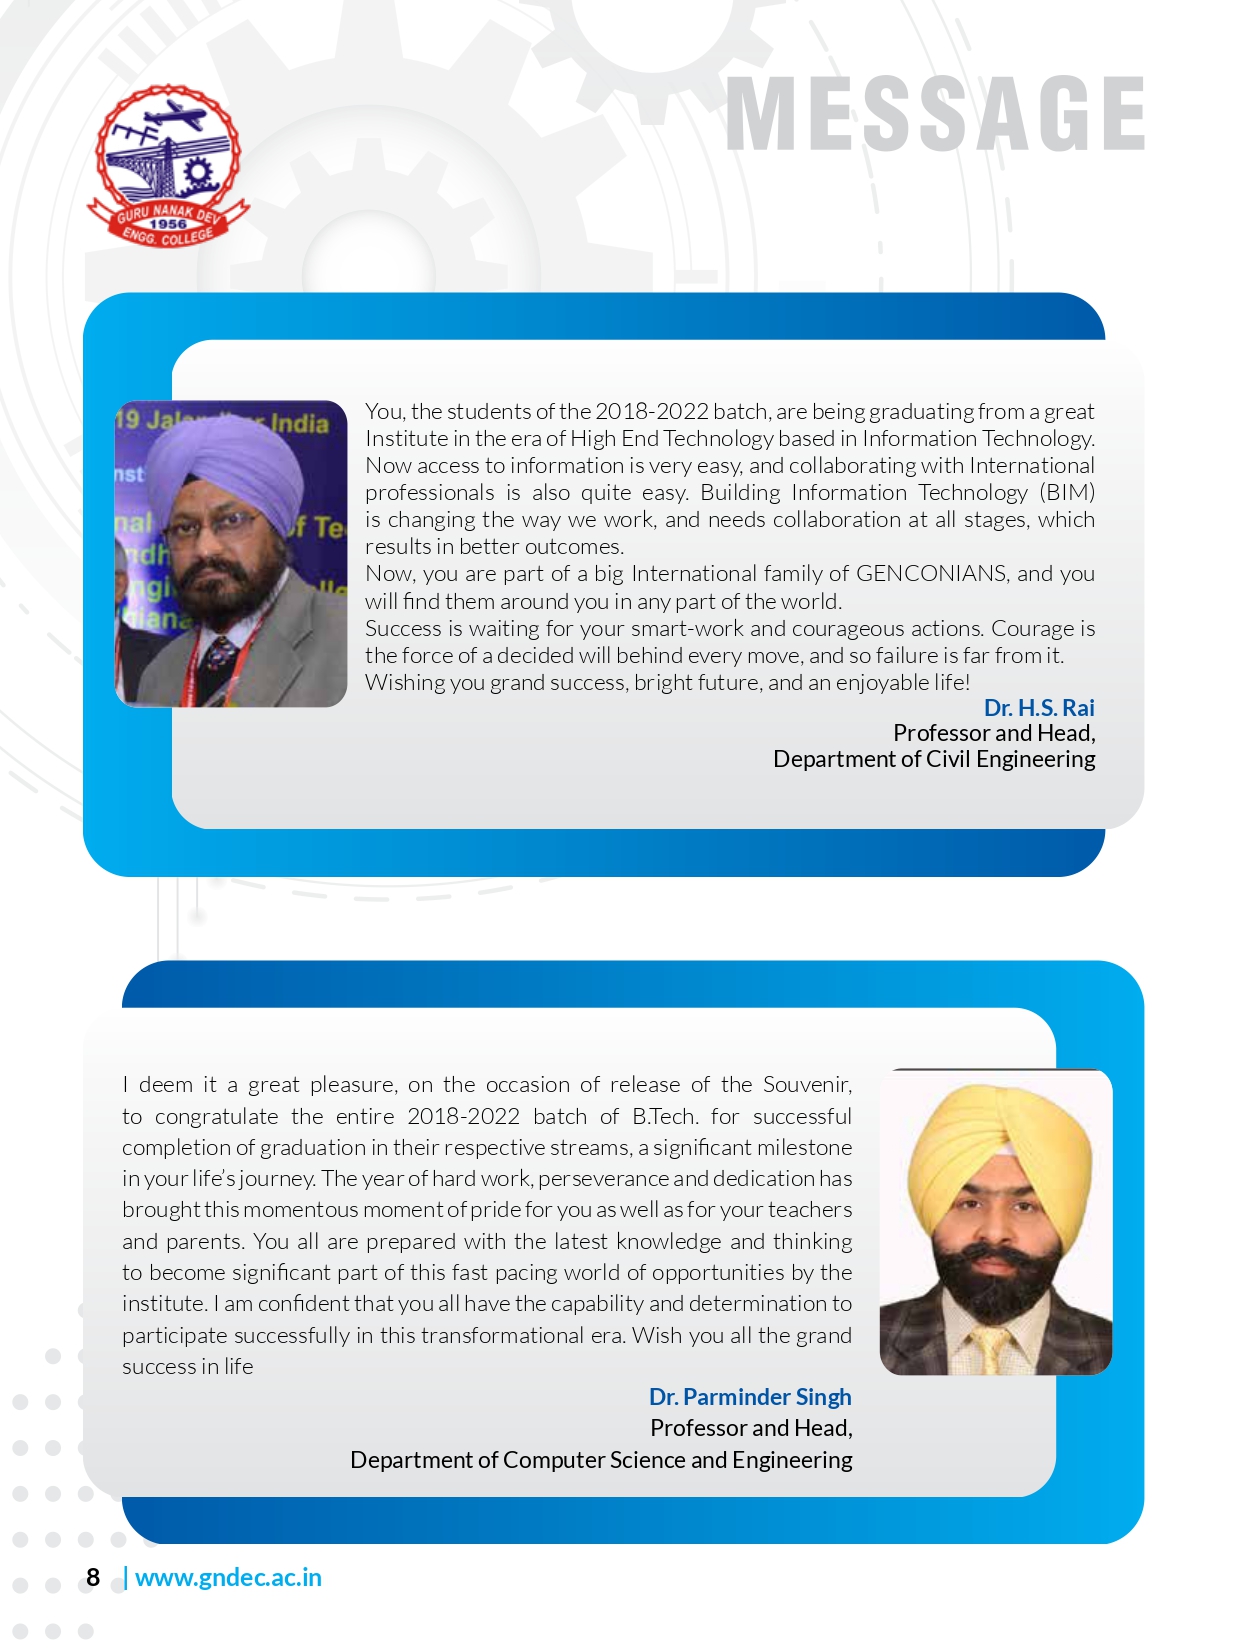 MESSAGE
GURU NANAK DEV
1956
ENGG. COLLEGE
19 India
nst
nal of Te
ndh
ngi lle
hiana
You, the students of the 2018-2022 batch, are being graduating from a great
Institute in the era of High End Technology based in Information Technology.
Now access to information is very easy, and collaborating with International
professionals is also quite easy. Building Information Technology (BIM)
is changing the way we work, and needs collaboration at all stages, which
results in better outcomes.
Now, you are part of a big International family of GENCONIANS, and you
will find them around you in any part of the world.
Success is waiting for your smart-work and courageous actions. Courage is
the force of a decided will behind every move, and so failure is far from it.
Wishing you grand success, bright future, and an enjoyable life!
Dr. H.S. Rai
Professor and Head,
Department of Civil Engineering
I deem it a great pleasure, on the occasion of release of the Souvenir,
to congratulate the entire 2018-2022 batch of B.Tech. for successful
completion of graduation in their respective streams, a significant milestone
in your life’s journey. The year of hard work, perseverance and dedication has
brought this momentous moment of pride for you as well as for your teachers
and parents. You all are prepared with the latest knowledge and thinking
to become significant part of this fast pacing world of opportunities by the
institute. I am confident that you all have the capability and determination to
participate successfully in this transformational era. Wish you all the grand
success in life
Dr. Parminder Singh
Professor and Head,
Department of Computer Science and Engineering
8 | www.gndec.ac.in